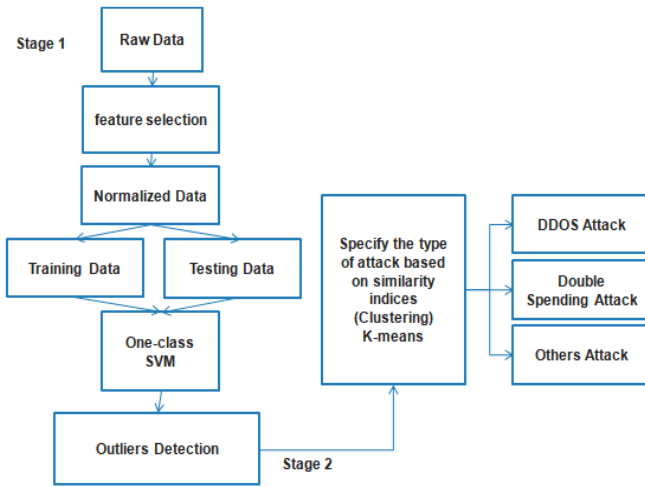 Stage 1
Raw Data
feature selection
Normalized Data
Training Data
Testing Data
One-class
SVM
Outliers Detection
Stage 2
Specify the type
of attack based
on similarity
indices
(Clustering)
K-means
DDOS Attack
Double
Spending Attack
Others Attack